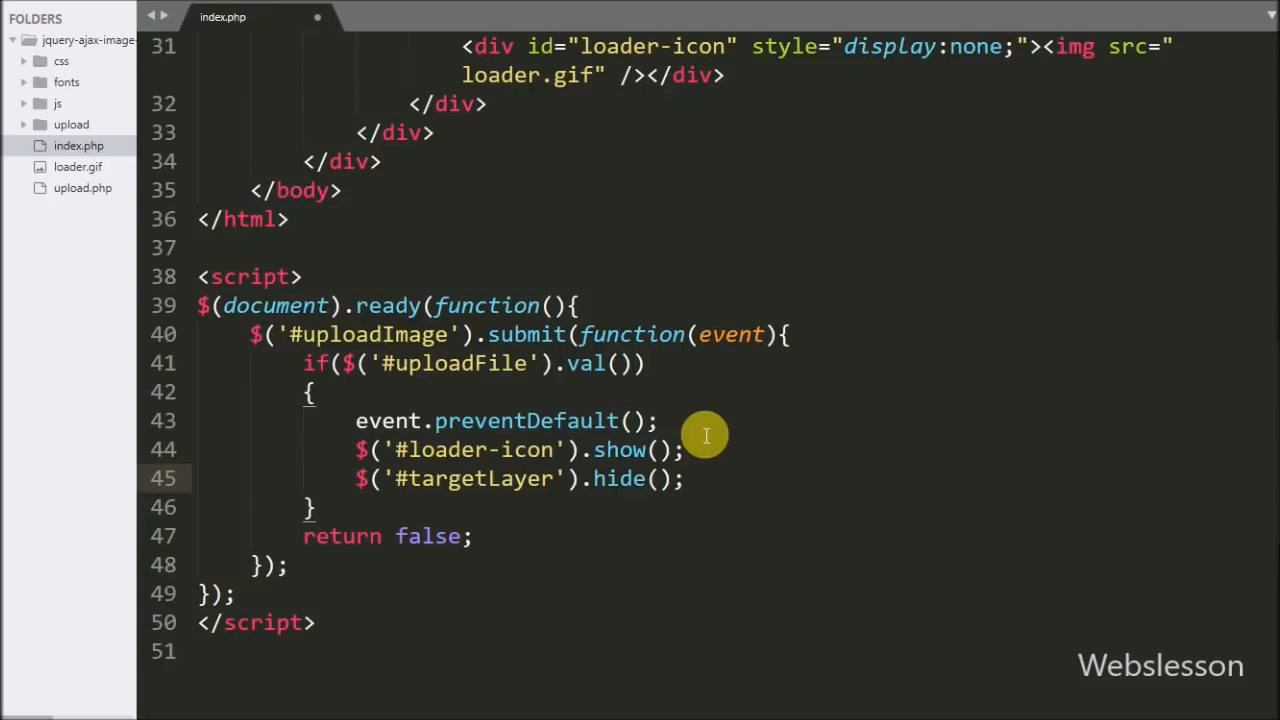 FOLDERS
jquery-ajax-image-
css
fonts
js
upload
index.php
loader.gif
upload.php
index.php
31 <div id="loader-icon" style="display:none;"><img src="
loader.gif" /></div>
32 </div>
33 </div>
34 </div>
35 </body>
36 </html>
37
38 <script>
39 $(document).ready(function(){
40 $('#uploadImage').submit(function(event){
41 if($('#uploadFile').val())
42 {
43 event.preventDefault();
44 $('#loader-icon').show();
45 $('#targetLayer').hide();
46 }
47 return false;
48 });
49 });
50 </script>
51
Webslesson